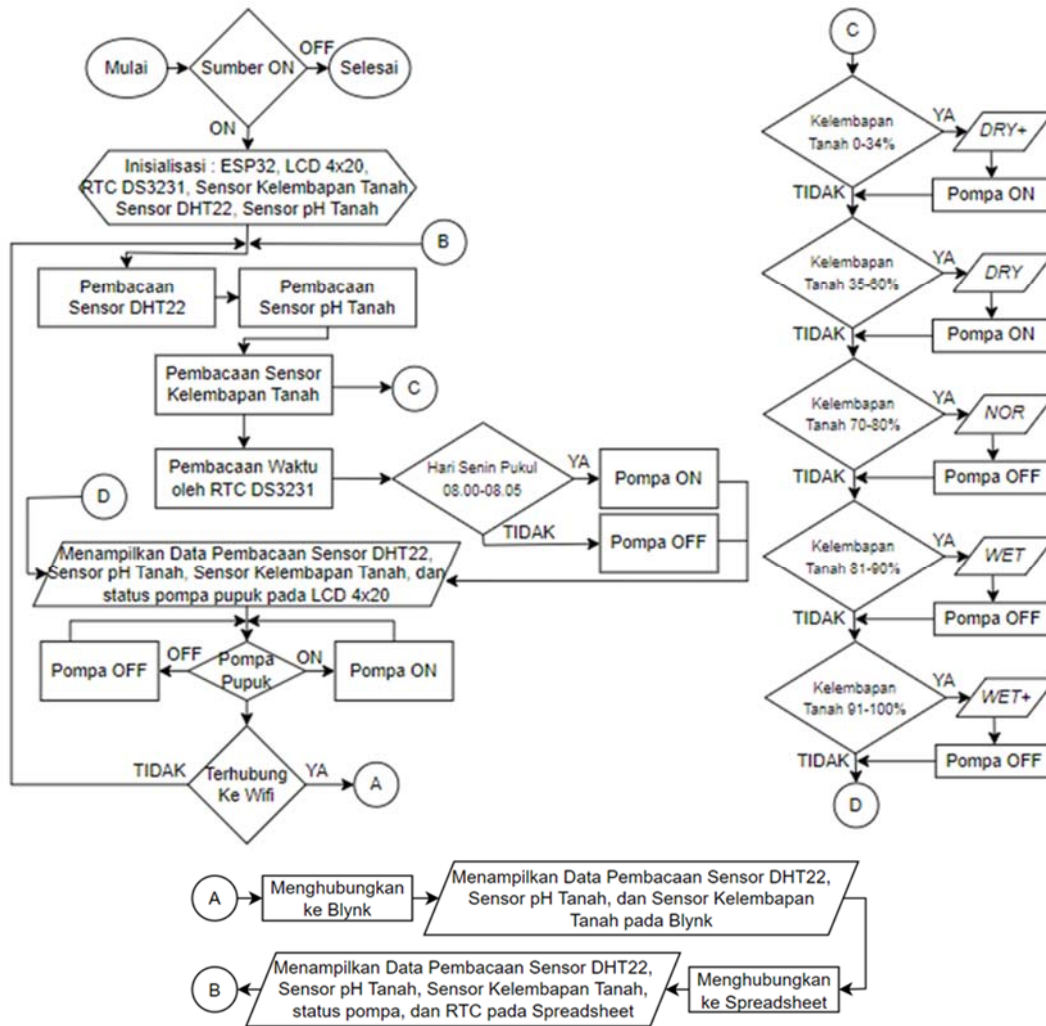 Mulai
Sumber ON
OFF
Selesai
ON
Inisialisasi : ESP32, LCD 4x20,
RTC DS3231, Sensor Kelembapan Tanah,
Sensor DHT22, Sensor pH Tanah
B
Pembacaan
Sensor DHT22
Pembacaan
Sensor pH Tanah
Pembacaan Sensor
Kelembapan Tanah
C
Pembacaan Waktu
oleh RTC DS3231
Hari Senin Pukul
08.00-08.05
YA
Pompa ON
TIDAK
Pompa OFF
D
Menampilkan Data Pembacaan Sensor DHT22,
Sensor pH Tanah, Sensor Kelembapan Tanah, dan
status pompa pupuk pada LCD 4x20
Pompa OFF
OFF
Pompa
Pupuk
ON
Pompa ON
TIDAK
Terhubung
Ke Wifi
YA
A
C
Kelembapan
Tanah 0-34%
YA
DRY+
Pompa ON
TIDAK
Kelembapan
Tanah 35-60%
YA
DRY
Pompa ON
TIDAK
Kelembapan
Tanah 70-80%
YA
NOR
Pompa OFF
TIDAK
Kelembapan
Tanah 81-90%
YA
WET
Pompa OFF
TIDAK
Kelembapan
Tanah 91-100%
YA
WET+
Pompa OFF
TIDAK
D
A
Menghubungkan
ke Blynk
Menampilkan Data Pembacaan Sensor DHT22,
Sensor pH Tanah, dan Sensor Kelembapan
Tanah pada Blynk
B
Menampilkan Data Pembacaan Sensor DHT22,
Sensor pH Tanah, Sensor Kelembapan Tanah,
status pompa, dan RTC pada Spreadsheet
Menghubungkan
ke Spreadsheet